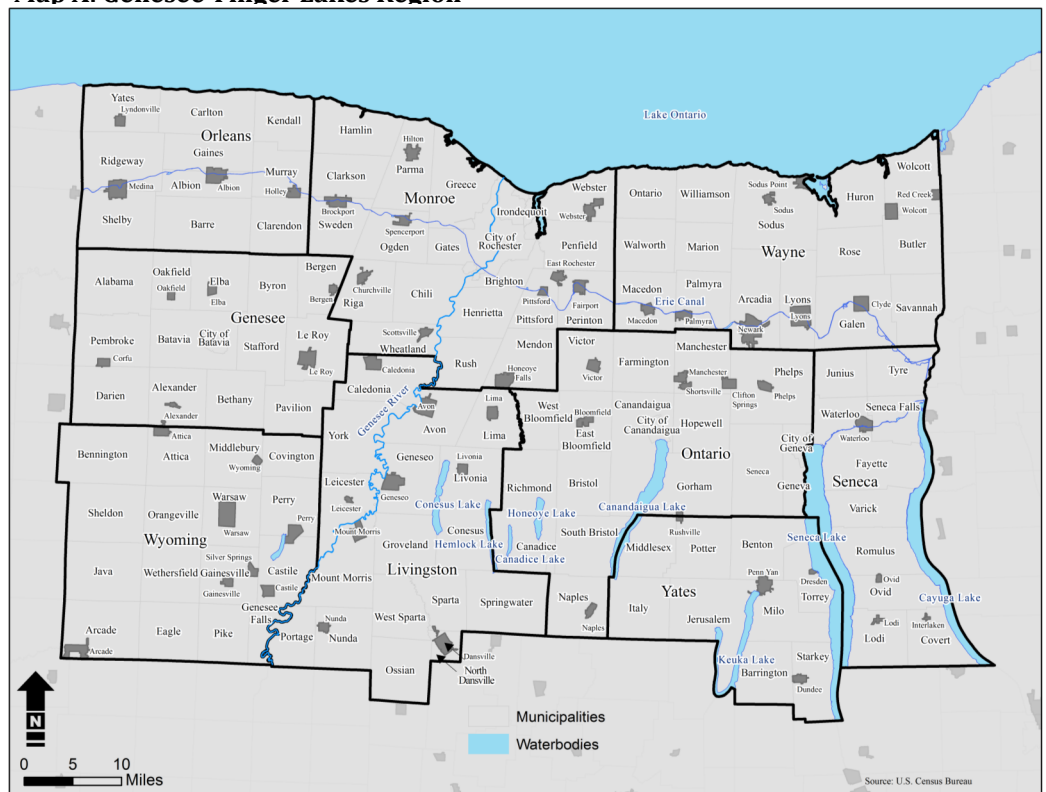 Map A: Genesee-Finger Lakes Region
Lake Ontario
Yates
Lyndonville
Carlton
Kendall
Orleans
Gaines
Ridgeway
Murray
Medina
Albion
Albion
Holley
Shelby
Barre
Clarendon
Hamlin
Hilton
Parma
Clarkson
Greece
Monroe
Brockport
Sweden
Spencerport
Ogden
Gates
Irondequoit
City of
Rochester
Webster
Webster
Penfield
East Rochester
Brighton
Pittsford
Fairport
Pittsford
Perinton
Riga
Churchville
Chili
Henrietta
Scottsville
Wheatland
Rush
Mendon
Honeoye
Falls
Ontario
Williamson
Sodus Point
Sodus
Sodus
Huron
Wolcott
Red Creek
Wolcott
Walworth
Marion
Wayne
Rose
Butler
Macedon
Palmyra
Erie Canal
Arcadia
Lyons
Lyons
Clyde
Savannah
Macedon
Palmyra
Newark
Galen
Alabama
Oakfield
Oakfield
Elba
Elba
Byron
Bergen
Bergen
Genesee
Pembroke
Corfu
Batavia
City of
Batavia
Stafford
Le Roy
Le Roy
Darien
Alexander
Alexander
Bethany
Pavilion
Caledonia
Caledonia
Genesee River
Avon
Avon
Lima
Lima
York
Geneseo
Geneseo
Livonia
Livonia
Leicester
Leicester
Conesus Lake
Mount Morris
Groveland
Conesus
Hemlock Lake
Mount Morris
Livingston
Sparta
Springwater
West Sparta
Portage
Nunda
Nunda
Ossian
Dansville
North
Dansville
Bennington
Attica
Attica
Middlebury
Wyoming
Covington
Sheldon
Orangeville
Warsaw
Warsaw
Perry
Perry
Wyoming
Java
Wethersfield
Silver Springs
Gainesville
Gainesville
Castile
Castile
Genesee
Falls
Arcade
Arcade
Eagle
Pike
Victor
Victor
Farmington
Manchester
Manchester
Shortsville
Clifton
Springs
Phelps
Phelps
West
Bloomfield
Bloomfield
East
Bloomfield
Canandaigua
City of
Canandaigua
Hopewell
City of
Geneva
Geneva
Ontario
Seneca
Richmond
Bristol
Gorham
Honeoye Lake
Canandaigua Lake
Canadice
Canadice Lake
South Bristol
Naples
Naples
Rushville
Middlesex
Potter
Benton
Penn Yan
Dresden
Torrey
Yates
Italy
Milo
Jerusalem
Keuka Lake
Barrington
Starkey
Dundee
Seneca Lake
Junius
Tyre
Waterloo
Waterloo
Seneca Falls
Fayette
Seneca
Varick
Romulus
Ovid
Ovid
Cayuga Lake
Lodi
Lodi
Interlaken
Covert
N
0 5 10
Miles
Municipalities
Waterbodies
Source: U.S. Census Bureau